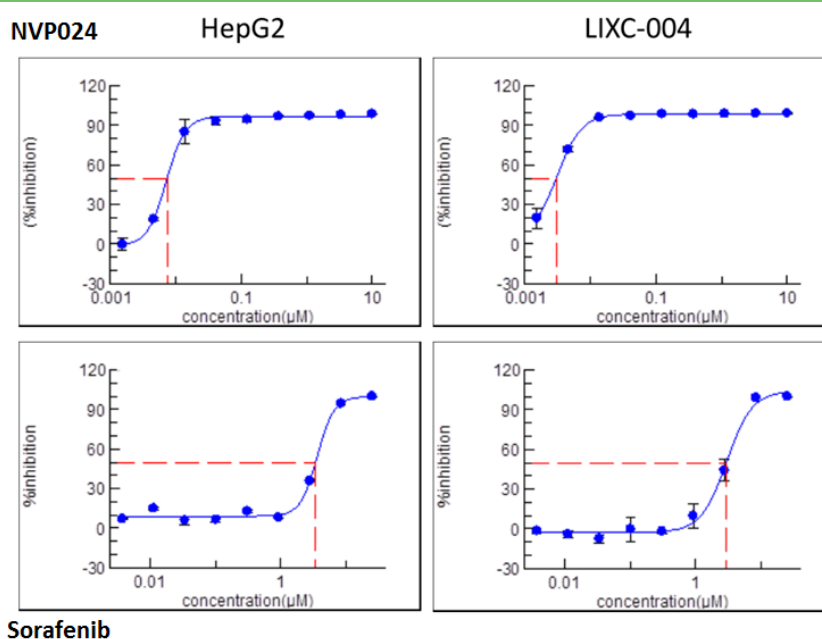 NVP024 HepG2 LIXC-004
120
90
60
30
0
-30
(%inhibition)
0.001 0.1 10
concentration(µM)
120
90
60
30
0
-30
(%inhibition)
0.001 0.1 10
concentration(µM)
120
90
60
30
0
-30
%inhibition
0.01 1
concentration(µM)
120
90
60
30
0
-30
%inhibition
0.01 1
concentration(µM)
Sorafenib